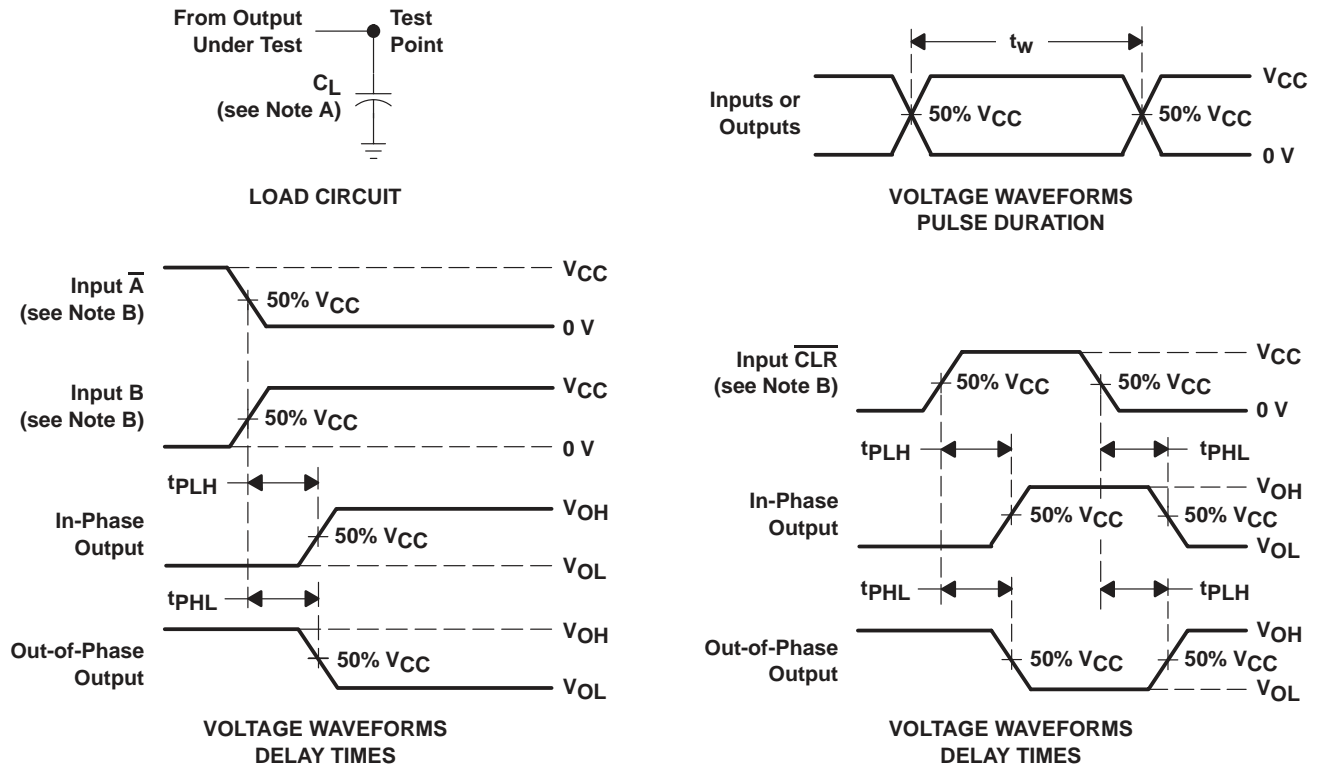 From Output
Under Test
Test
Point
CL
(see Note A)
LOAD CIRCUIT
tw
Inputs or
Outputs
50% VCC
50% VCC
VCC
0 V
VOLTAGE WAVEFORMS
PULSE DURATION
Input A̅
(see Note B)
50% VCC
VCC
0 V
Input B
(see Note B)
50% VCC
VCC
0 V
tPLH
In-Phase
Output
50% VCC
VOH
VOL
tPHL
Out-of-Phase
Output
50% VCC
VOH
VOL
VOLTAGE WAVEFORMS
DELAY TIMES
Input C̅L̅R̅
(see Note B)
50% VCC
50% VCC
VCC
0 V
tPLH
tPHL
In-Phase
Output
50% VCC
50% VCC
VOH
VOL
tPHL
tPLH
Out-of-Phase
Output
50% VCC
50% VCC
VOH
VOL
VOLTAGE WAVEFORMS
DELAY TIMES